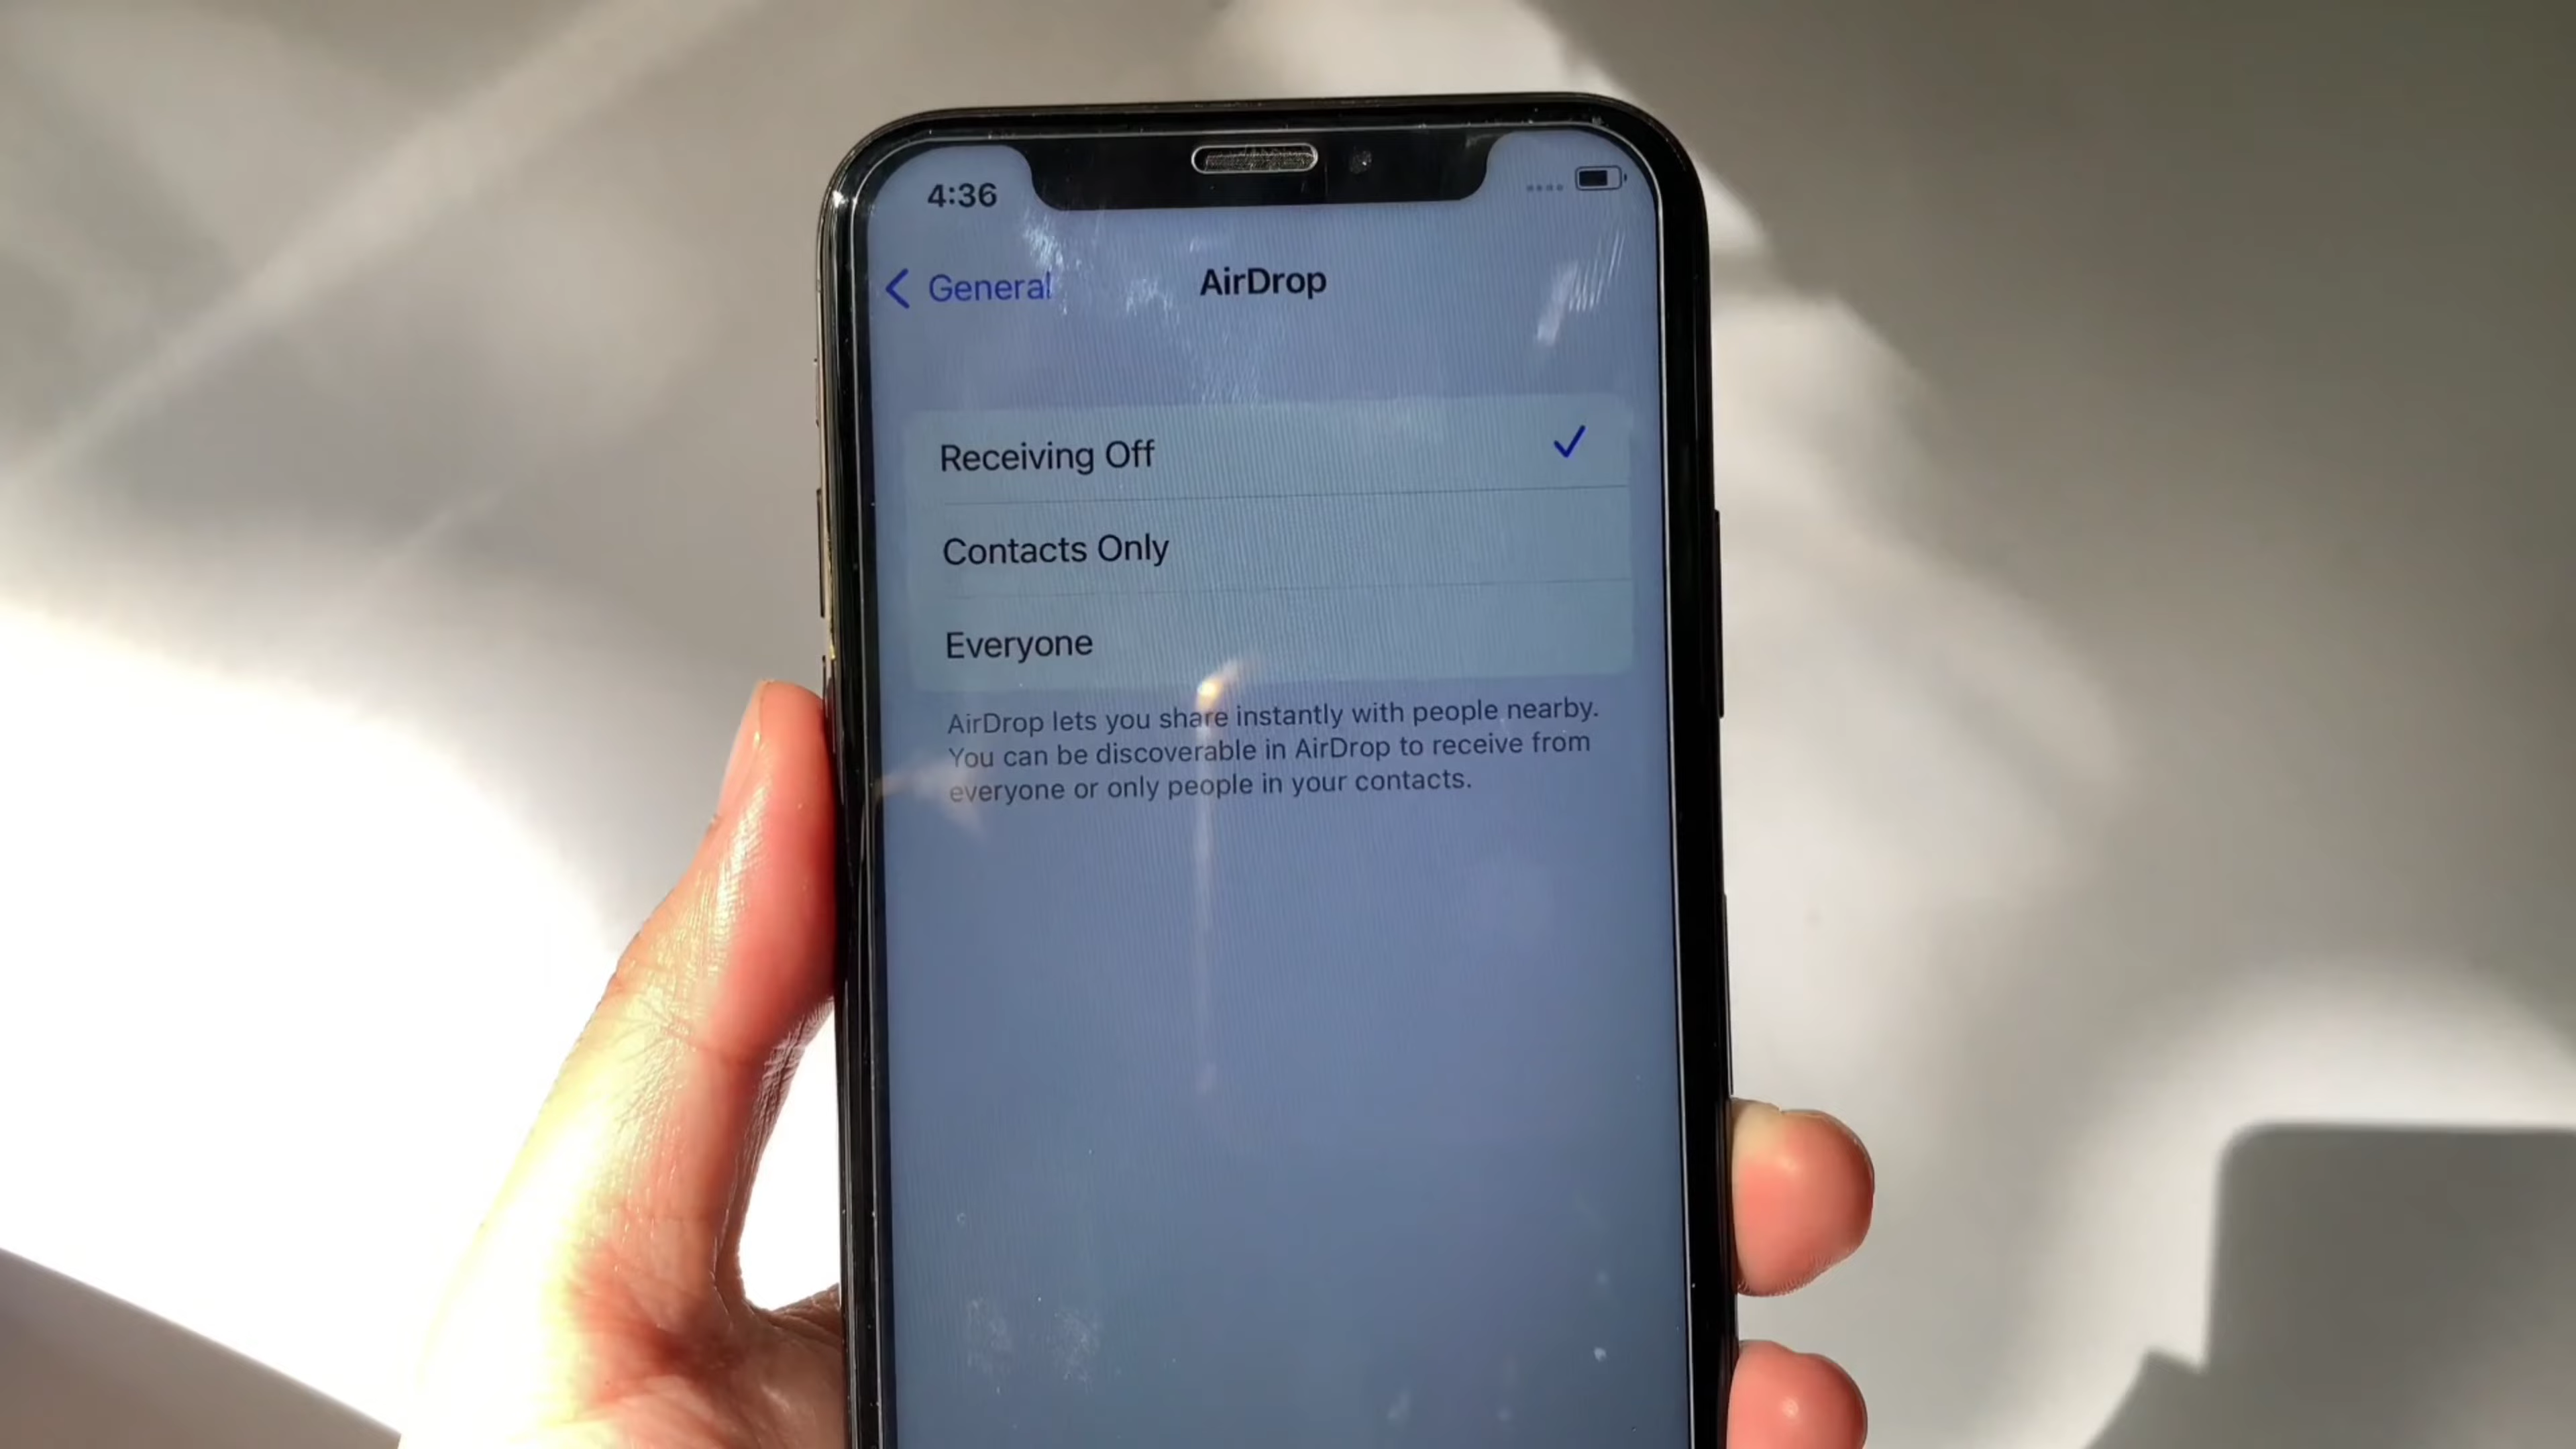 4:36
General
AirDrop
Receiving Off
Contacts Only
Everyone
AirDrop lets you share instantly with people nearby.
You can be discoverable in AirDrop to receive from
everyone or only people in your contacts.